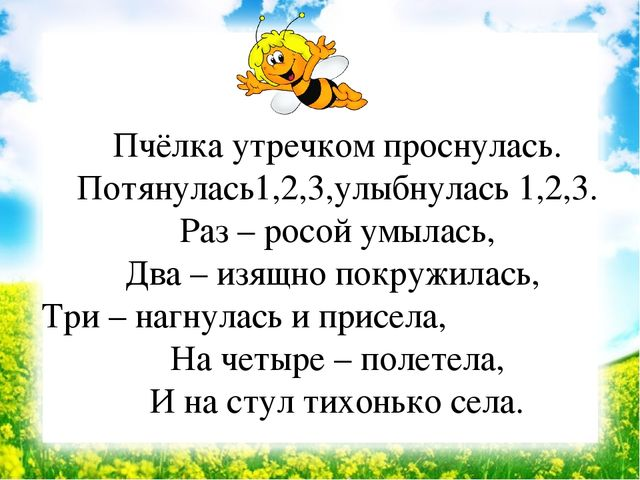 Пчёлка утречком проснулась.
Потянулась1,2,3,улыбнулась 1,2,3.
Раз – росой умылась,
Два – изящно покружилась,
Три – нагнулась и присела,
На четыре – полетела,
И на стул тихонько села.